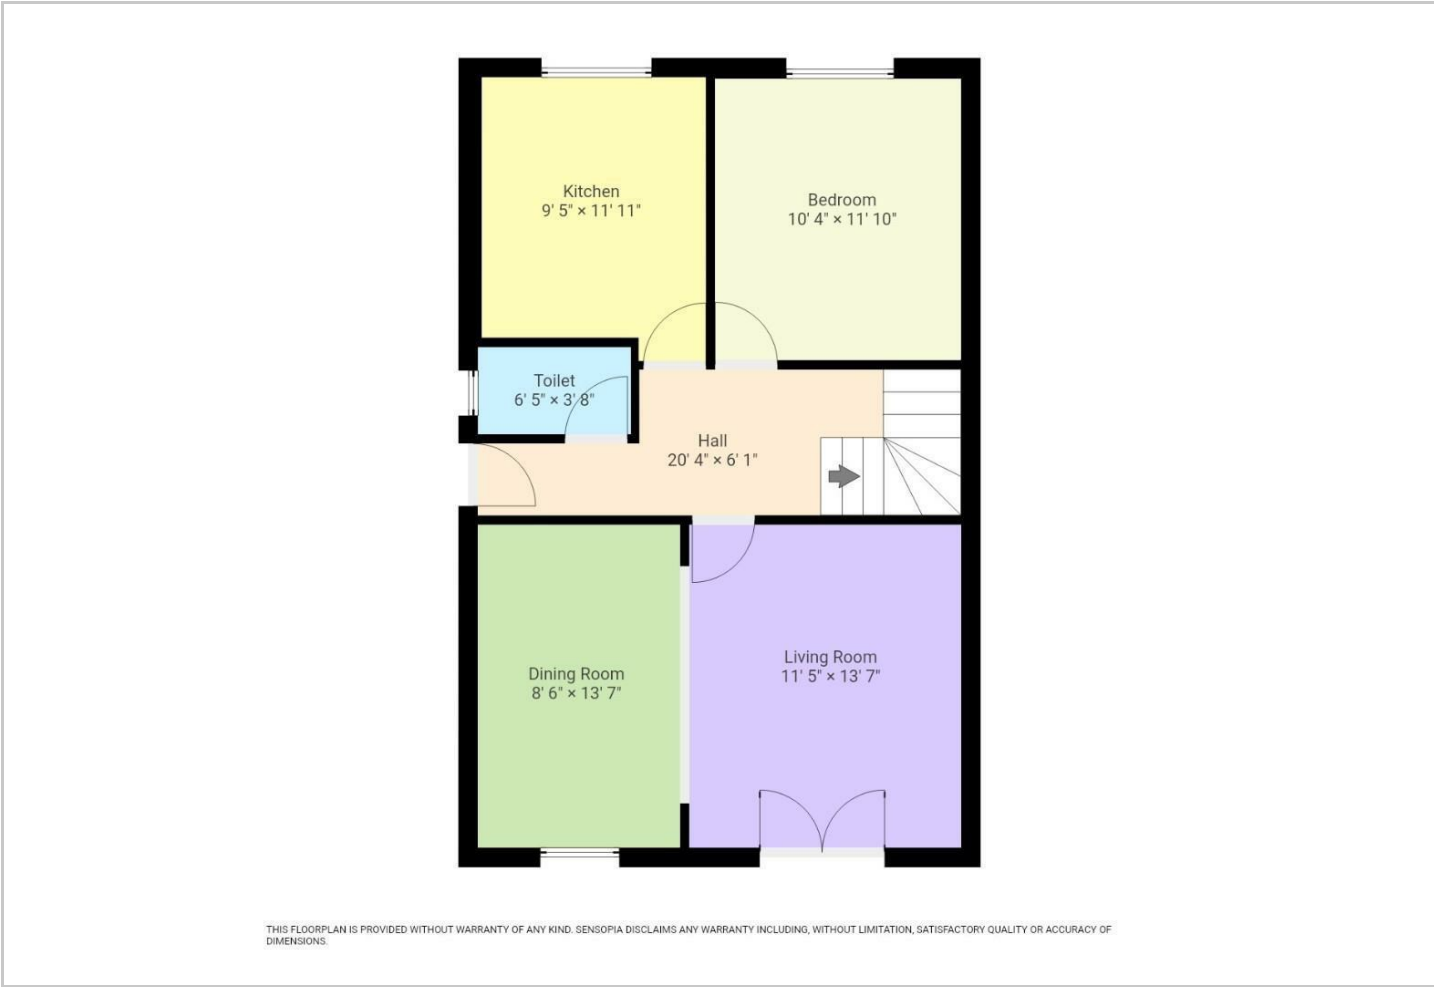 Kitchen
9' 5" × 11' 11"
Bedroom
10' 4" × 11' 10"
Toilet
6' 5" × 3' 8"
Hall
20' 4" × 6' 1"
Dining Room
8' 6" × 13' 7"
Living Room
11' 5" × 13' 7"
THIS FLOORPLAN IS PROVIDED WITHOUT WARRANTY OF ANY KIND. SENSOPIA DISCLAIMS ANY WARRANTY INCLUDING, WITHOUT LIMITATION, SATISFACTORY QUALITY OR ACCURACY OF
DIMENSIONS.